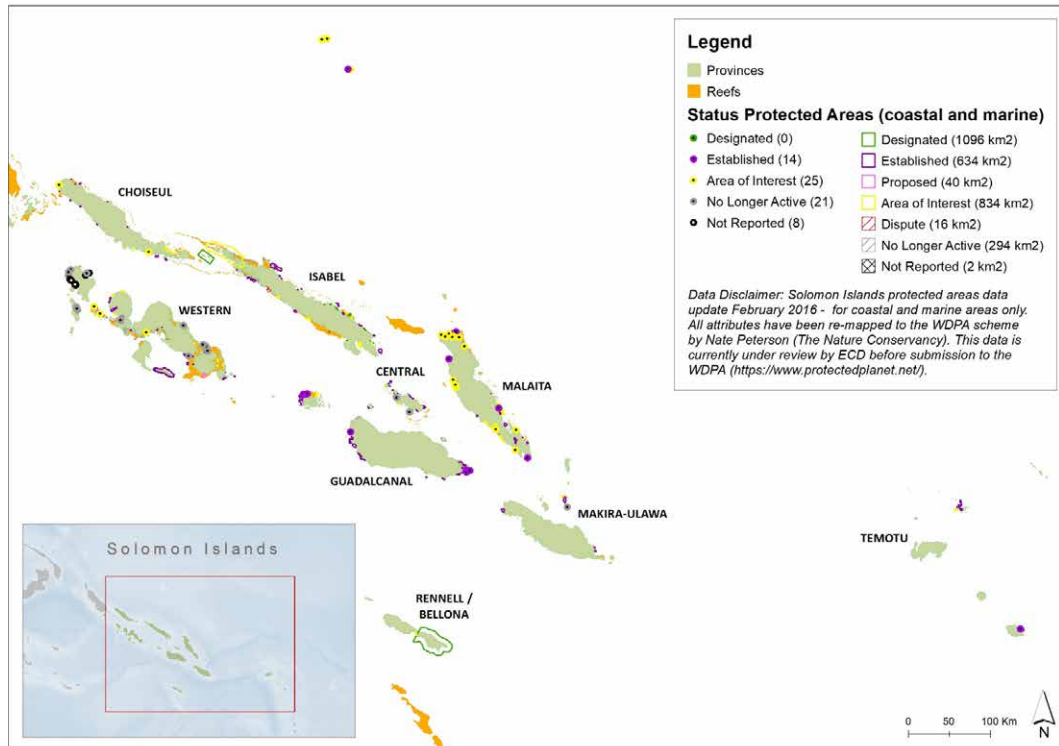 Legend
Provinces
Reefs
Status Protected Areas (coastal and marine)
Designated (0)
Established (14)
Area of Interest (25)
No Longer Active (21)
Not Reported (8)
Designated (1096 km2)
Established (634 km2)
Proposed (40 km2)
Area of Interest (834 km2)
Dispute (16 km2)
No Longer Active (294 km2)
Not Reported (2 km2)
Data Disclaimer: Solomon Islands protected areas data
update February 2016 - for coastal and marine areas only.
All attributes have been re-mapped to the WDPA scheme
by Nate Peterson (The Nature Conservancy). This data is
currently under review by ECD before submission to the
WDPA (https://www.protectedplanet.net/).
CHOISEUL
ISABEL
WESTERN
CENTRAL
MALAITA
GUADALCANAL
MAKIRA-ULAWA
TEMOTU
RENNELL /
BELLONA
Solomon Islands
0 50 100 Km
N